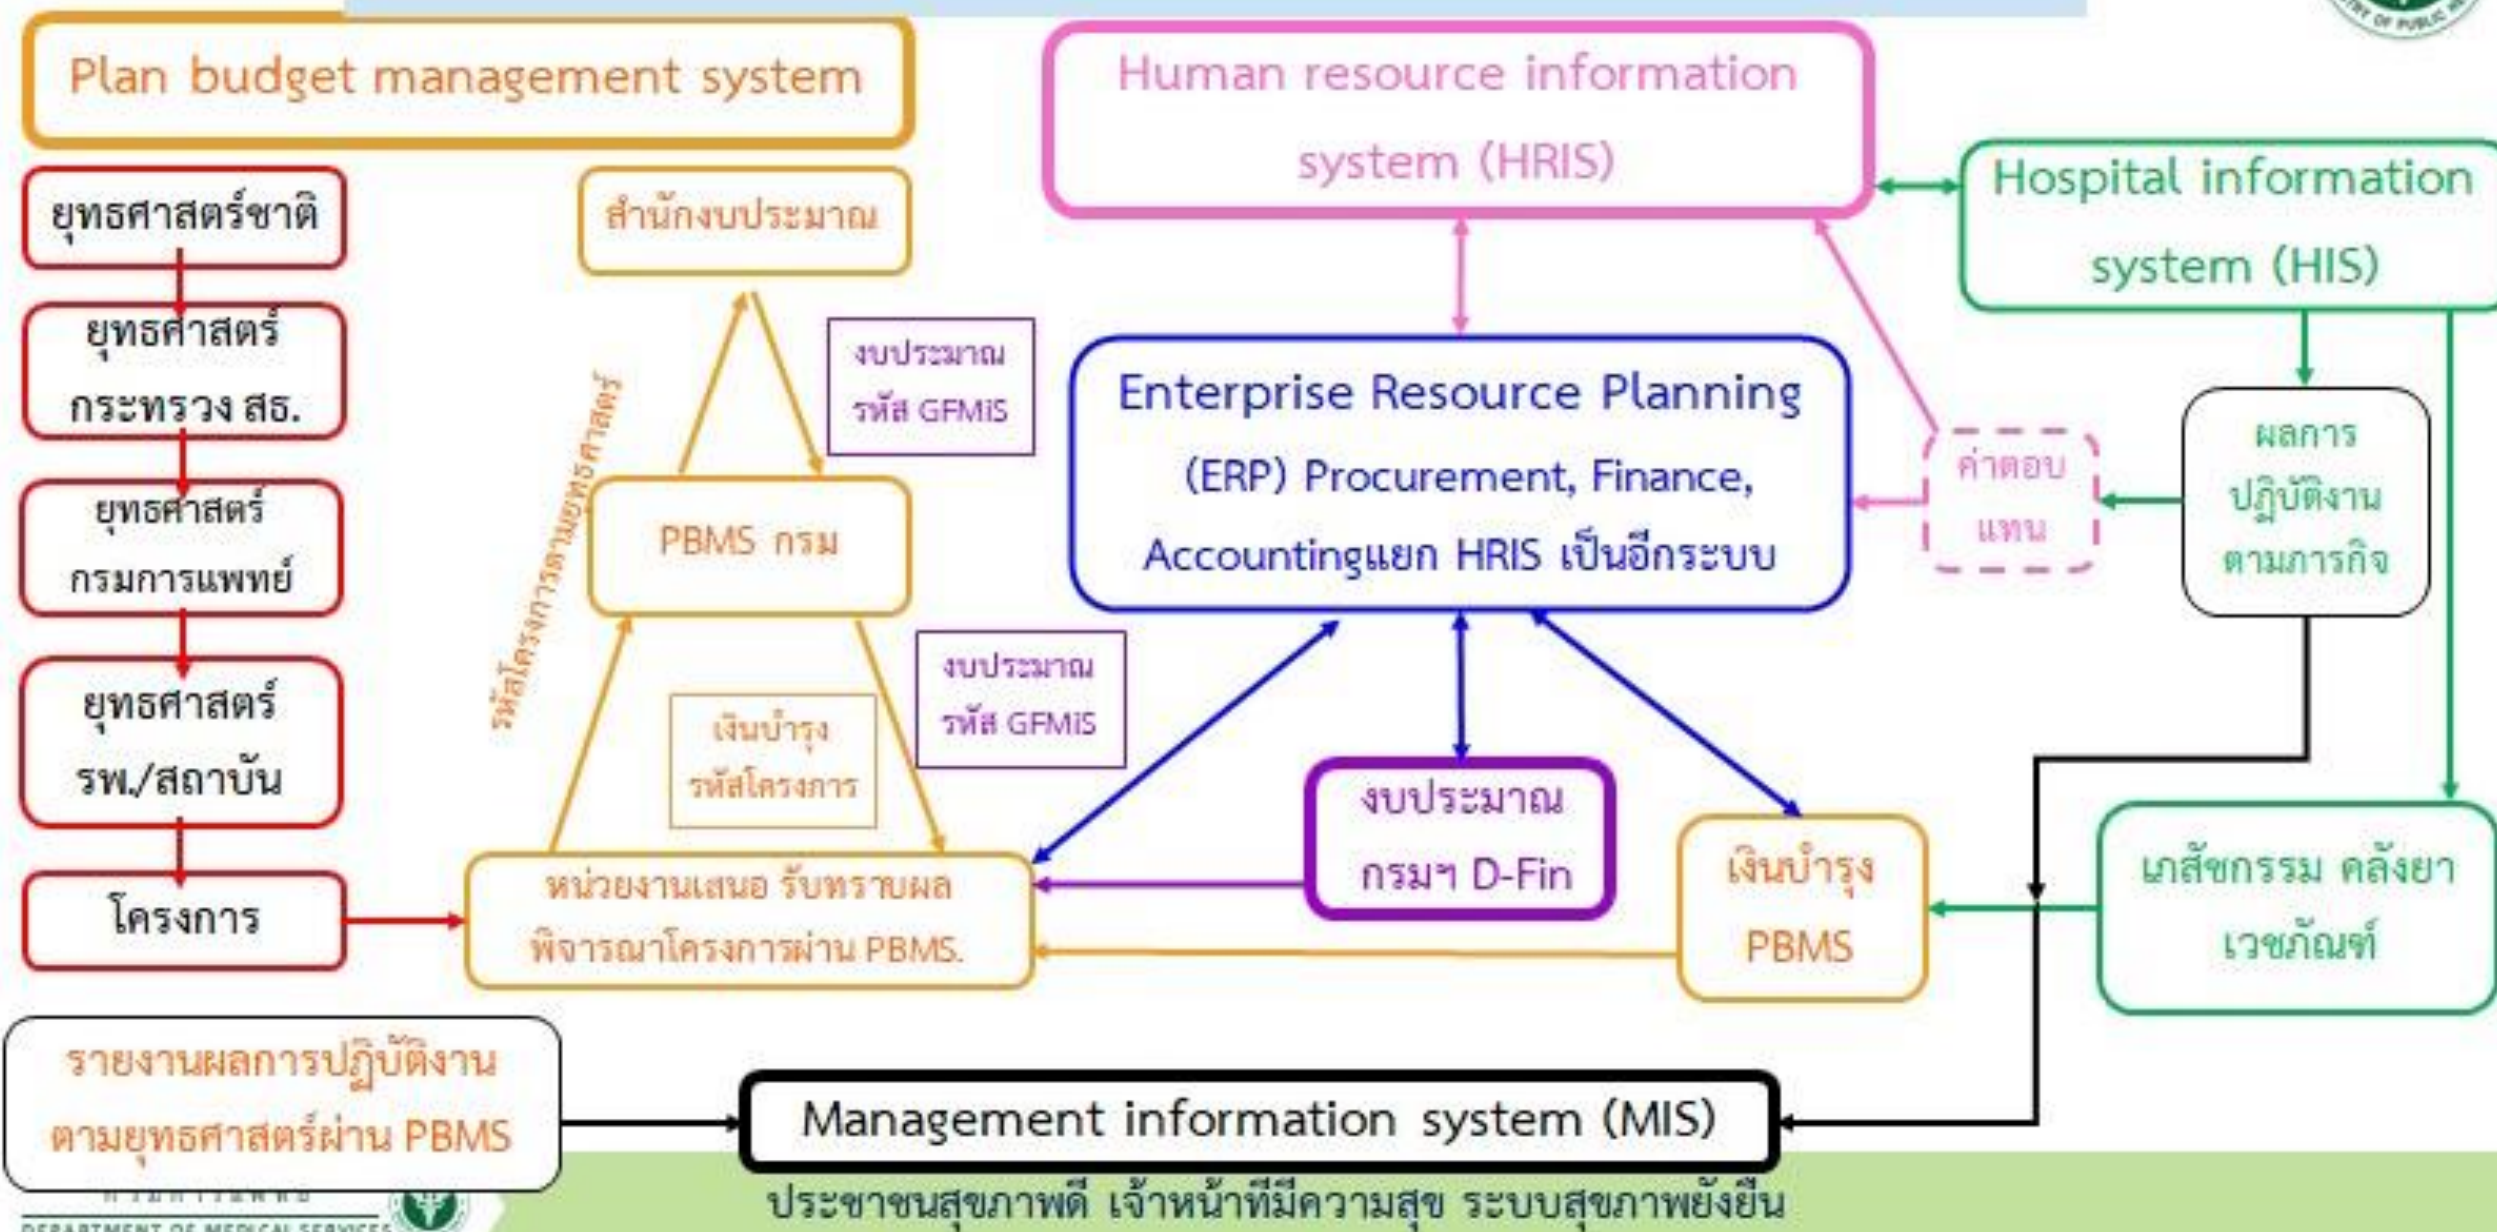 Plan budget management system
Human resource information
system (HRIS)
Hospital information
system (HIS)
ยุทธศาสตร์ชาติ
ยุทธศาสตร์
กระทรวง สธ.
ยุทธศาสตร์
กรมการแพทย์
ยุทธศาสตร์
รพ./สถาบัน
โครงการ
สำนักงบประมาณ
งบประมาณ
รหัส GFMiS
รหัสโครงการตามยุทธศาสตร์
PBMS กรม
งบประมาณ
รหัส GFMiS
เงินบำรุง
รหัสโครงการ
หน่วยงานเสนอ รับทราบผล
พิจารณาโครงการผ่าน PBMS.
Enterprise Resource Planning
(ERP) Procurement, Finance,
Accountingแยก HRIS เป็นอีกระบบ
ค่าตอบ
แทน
ผลการ
ปฏิบัติงาน
ตามภารกิจ
งบประมาณ
กรมฯ D-Fin
เงินบำรุง
PBMS
เภสัชกรรม คลังยา
เวชภัณฑ์
รายงานผลการปฏิบัติงาน
ตามยุทธศาสตร์ผ่าน PBMS
Management information system (MIS)
ประชาชนสุขภาพดี เจ้าหน้าที่มีความสุข ระบบสุขภาพยั่งยืน
DEPARTMENT OF MEDICAL SERVICES